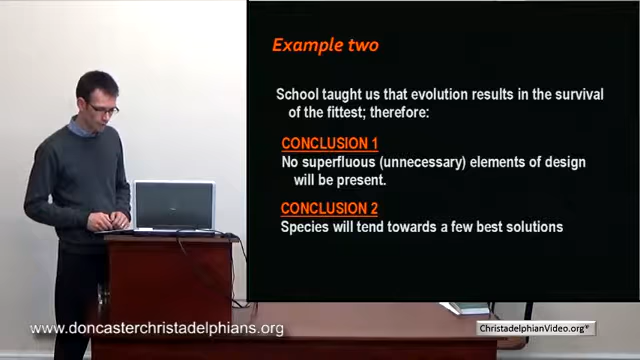 Example two
School taught us that evolution results in the survival
of the fittest; therefore:
CONCLUSION 1
No superfluous (unnecessary) elements of design
will be present.
CONCLUSION 2
Species will tend towards a few best solutions
www.doncasterchristadelphians.org
ChristadelphianVideo.org®